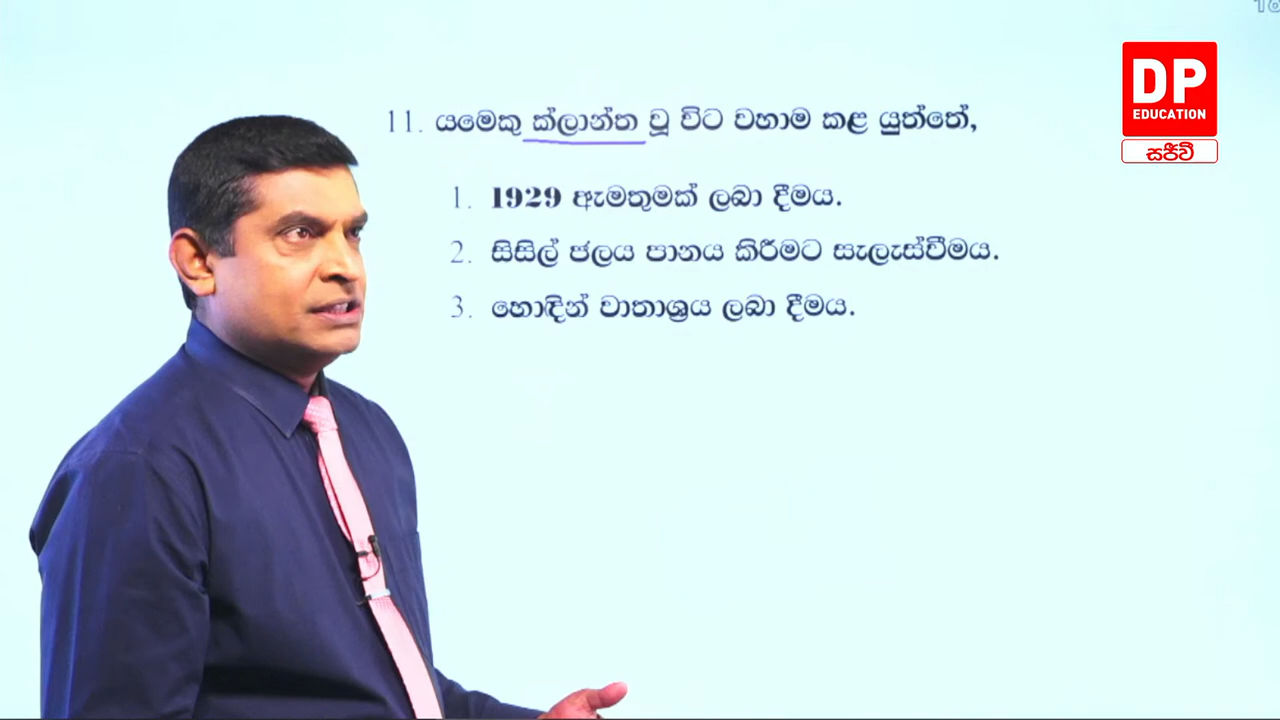 DP
EDUCATION
සජීවී
11. යමෙකු ක්ලාන්ත වූ විට වහාම කළ යුත්තේ,
1. 1929 ඇමතුමක් ලබා දීමය.
2. සිසිල් ජලය පානය කිරීමට සැලැස්වීමය.
3. හොඳින් වාතාශ්‍රය ලබා දීමය.